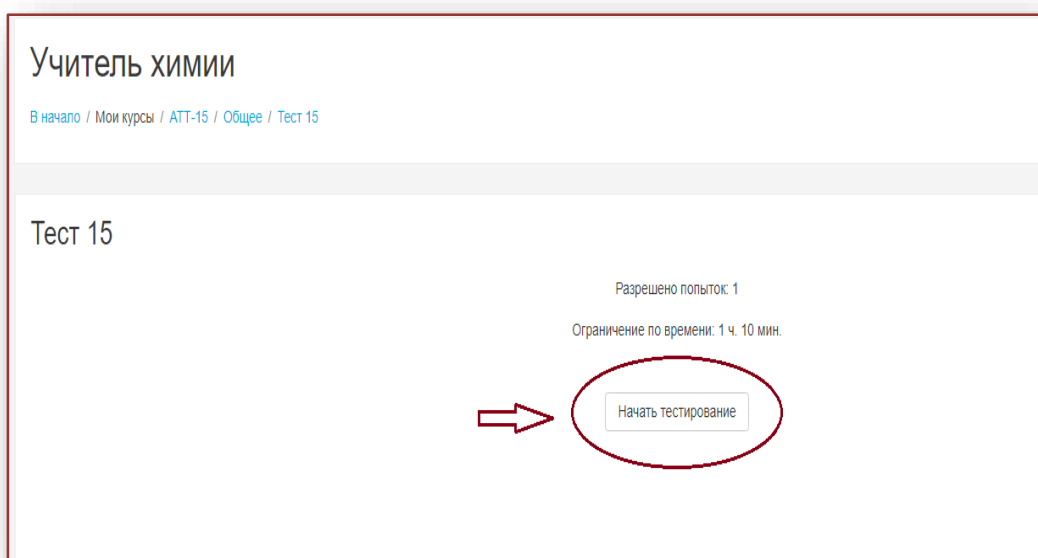 Учитель химии
В начало / Мои курсы / АТТ-15 / Общее / Тест 15
Тест 15
Разрешено попыток: 1
Ограничение по времени: 1 ч. 10 мин.
Начать тестирование